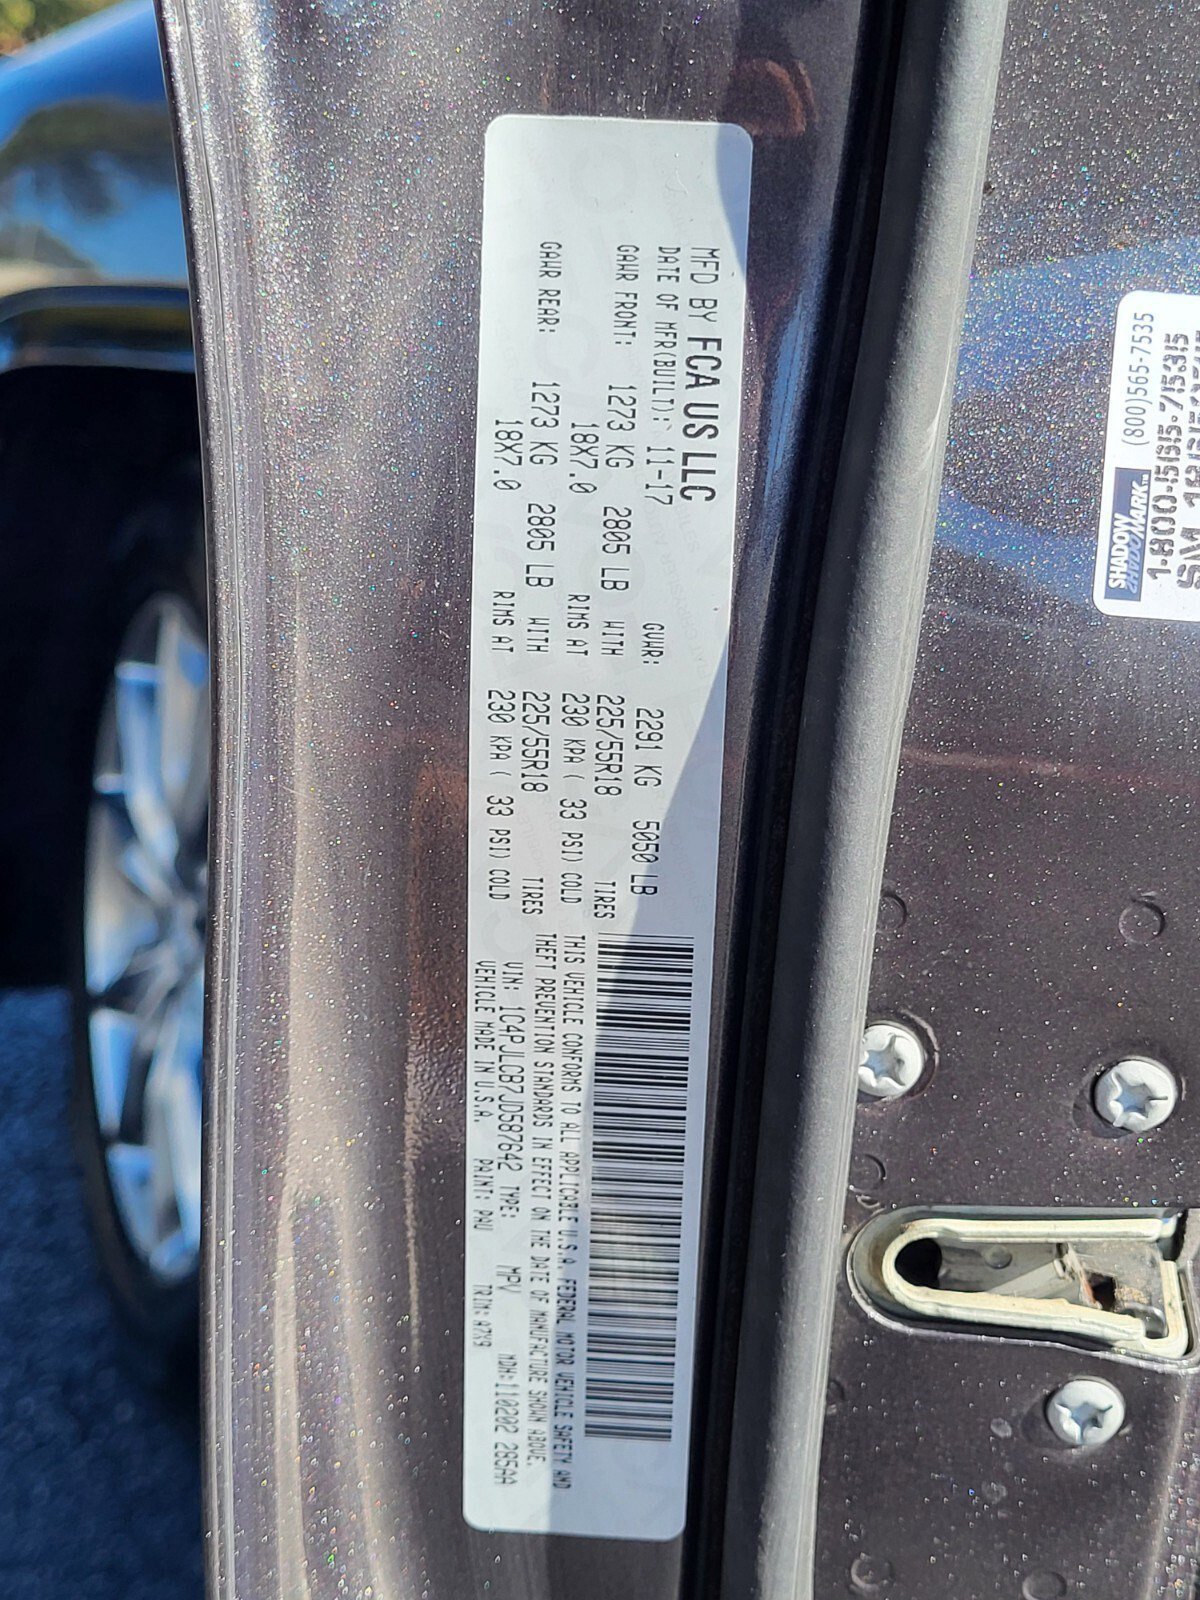 MFD BY FCA US LLC
DATE OF MFR(BUILT): 11-17 GVWR: 2291 KG 5050 LB
GAWR FRONT: 1273 KG 2805 LB WITH 225/55R18 TIRES
18X7.0 RIMS AT 230 KPA ( 33 PSI) COLD
GAWR REAR: 1273 KG 2805 LB WITH 225/55R18 TIRES
18X7.0 RIMS AT 230 KPA ( 33 PSI) COLD
THIS VEHICLE CONFORMS TO ALL APPLICABLE U.S.A. FEDERAL MOTOR VEHICLE SAFETY AND
THEFT PREVENTION STANDARDS IN EFFECT ON THE DATE OF MANUFACTURE SHOWN ABOVE.
VIN: 1C4PJLCB7JD587642 TYPE: MPV MDH:110202 285AA
VEHICLE MADE IN U.S.A. PAINT: PAU TRIM: A7X9
SHADOW MARK (800)565-7535
1-800-565-7535